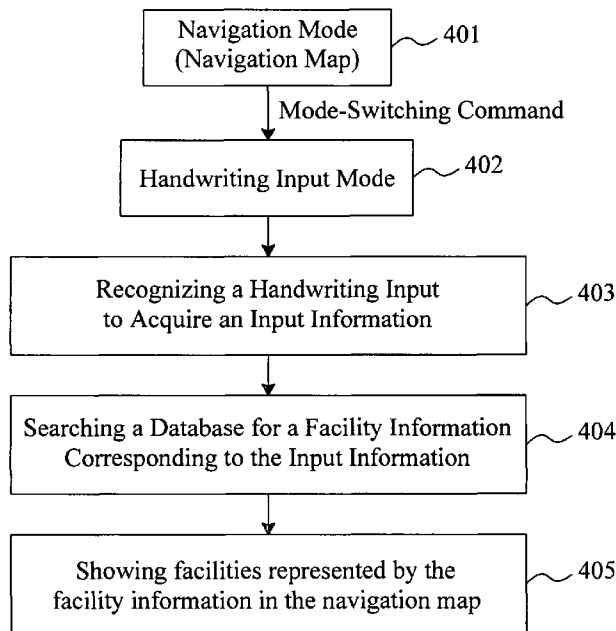 Navigation Mode
(Navigation Map)
401
Mode-Switching Command
Handwriting Input Mode
402
Recognizing a Handwriting Input
to Acquire an Input Information
403
Searching a Database for a Facility Information
Corresponding to the Input Information
404
Showing facilities represented by the
facility information in the navigation map
405